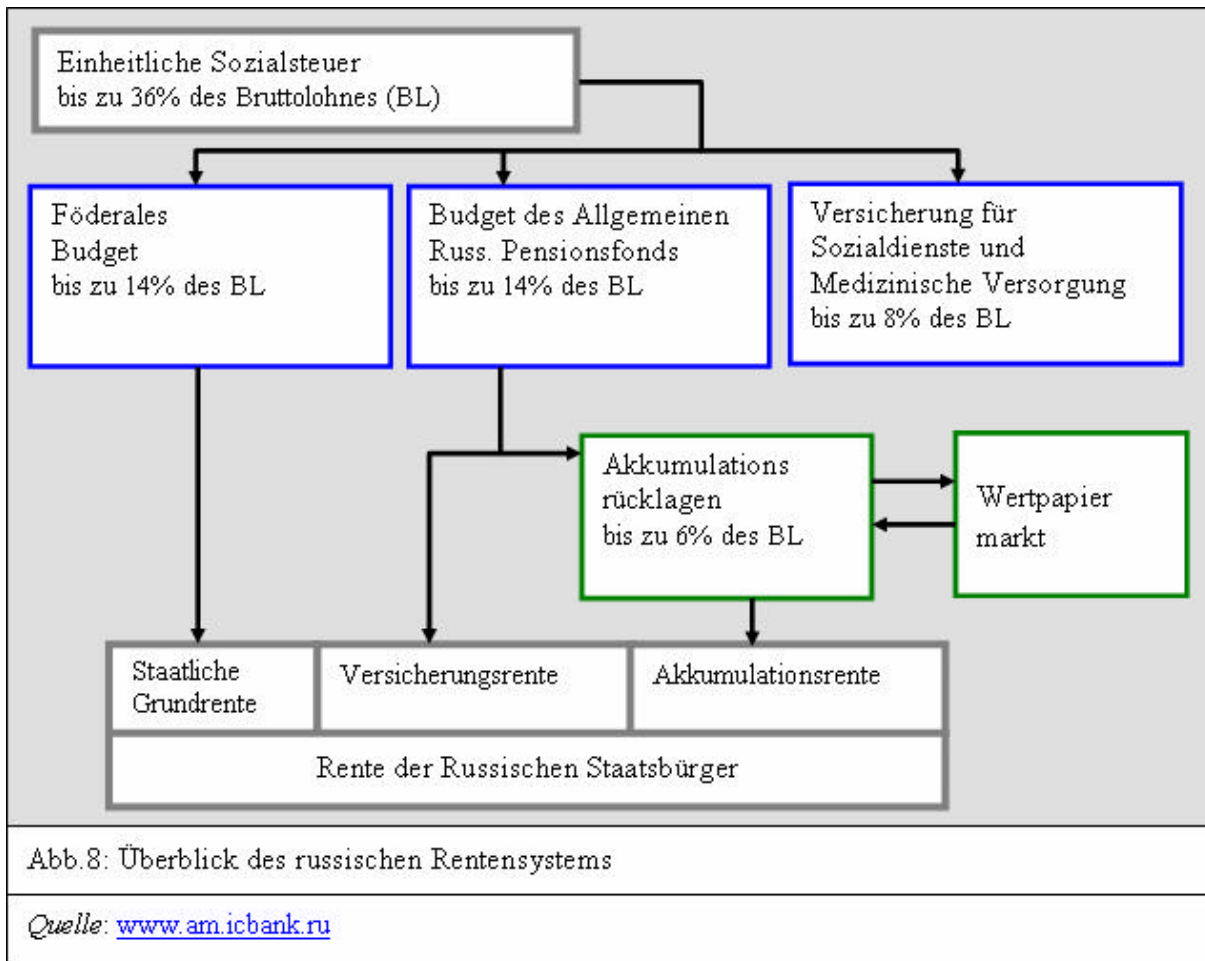 Einheitliche Sozialsteuer
bis zu 36% des Bruttolohnes (BL)
Föderales
Budget
bis zu 14% des BL
Budget des Allgemeinen
Russ. Pensionsfonds
bis zu 14% des BL
Versicherung für
Sozialdienste und
Medizinische Versorgung
bis zu 8% des BL
Akkumulations
rücklagen
bis zu 6% des BL
Wertpapier
markt
Staatliche
Grundrente
Versicherungsrente
Akkumulationsrente
Rente der Russischen Staatsbürger
Abb.8: Überblick des russischen Rentensystems
Quelle: www.am.icbank.ru